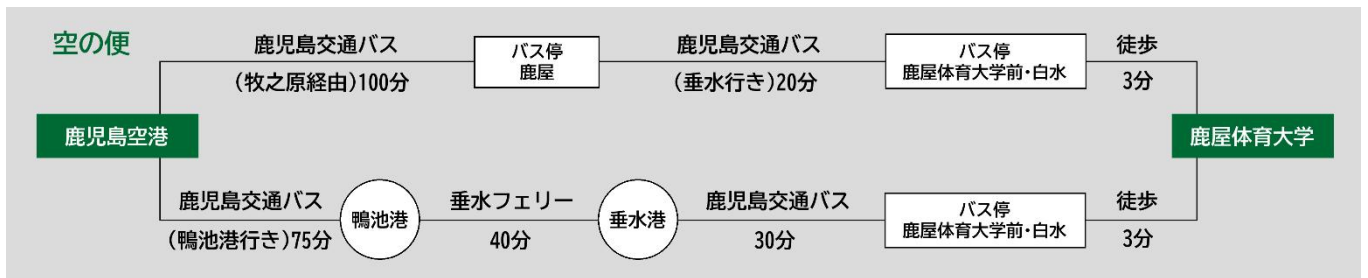 空の便
鹿児島交通バス
(牧之原経由)100分
バス停
鹿屋
鹿児島交通バス
(垂水行き)20分
バス停
鹿屋体育大学前・白水
徒歩
3分
鹿児島空港
鹿屋体育大学
鹿児島交通バス
(鴨池港行き)75分
鴨池港
垂水フェリー
40分
垂水港
鹿児島交通バス
30分
バス停
鹿屋体育大学前・白水
徒歩
3分